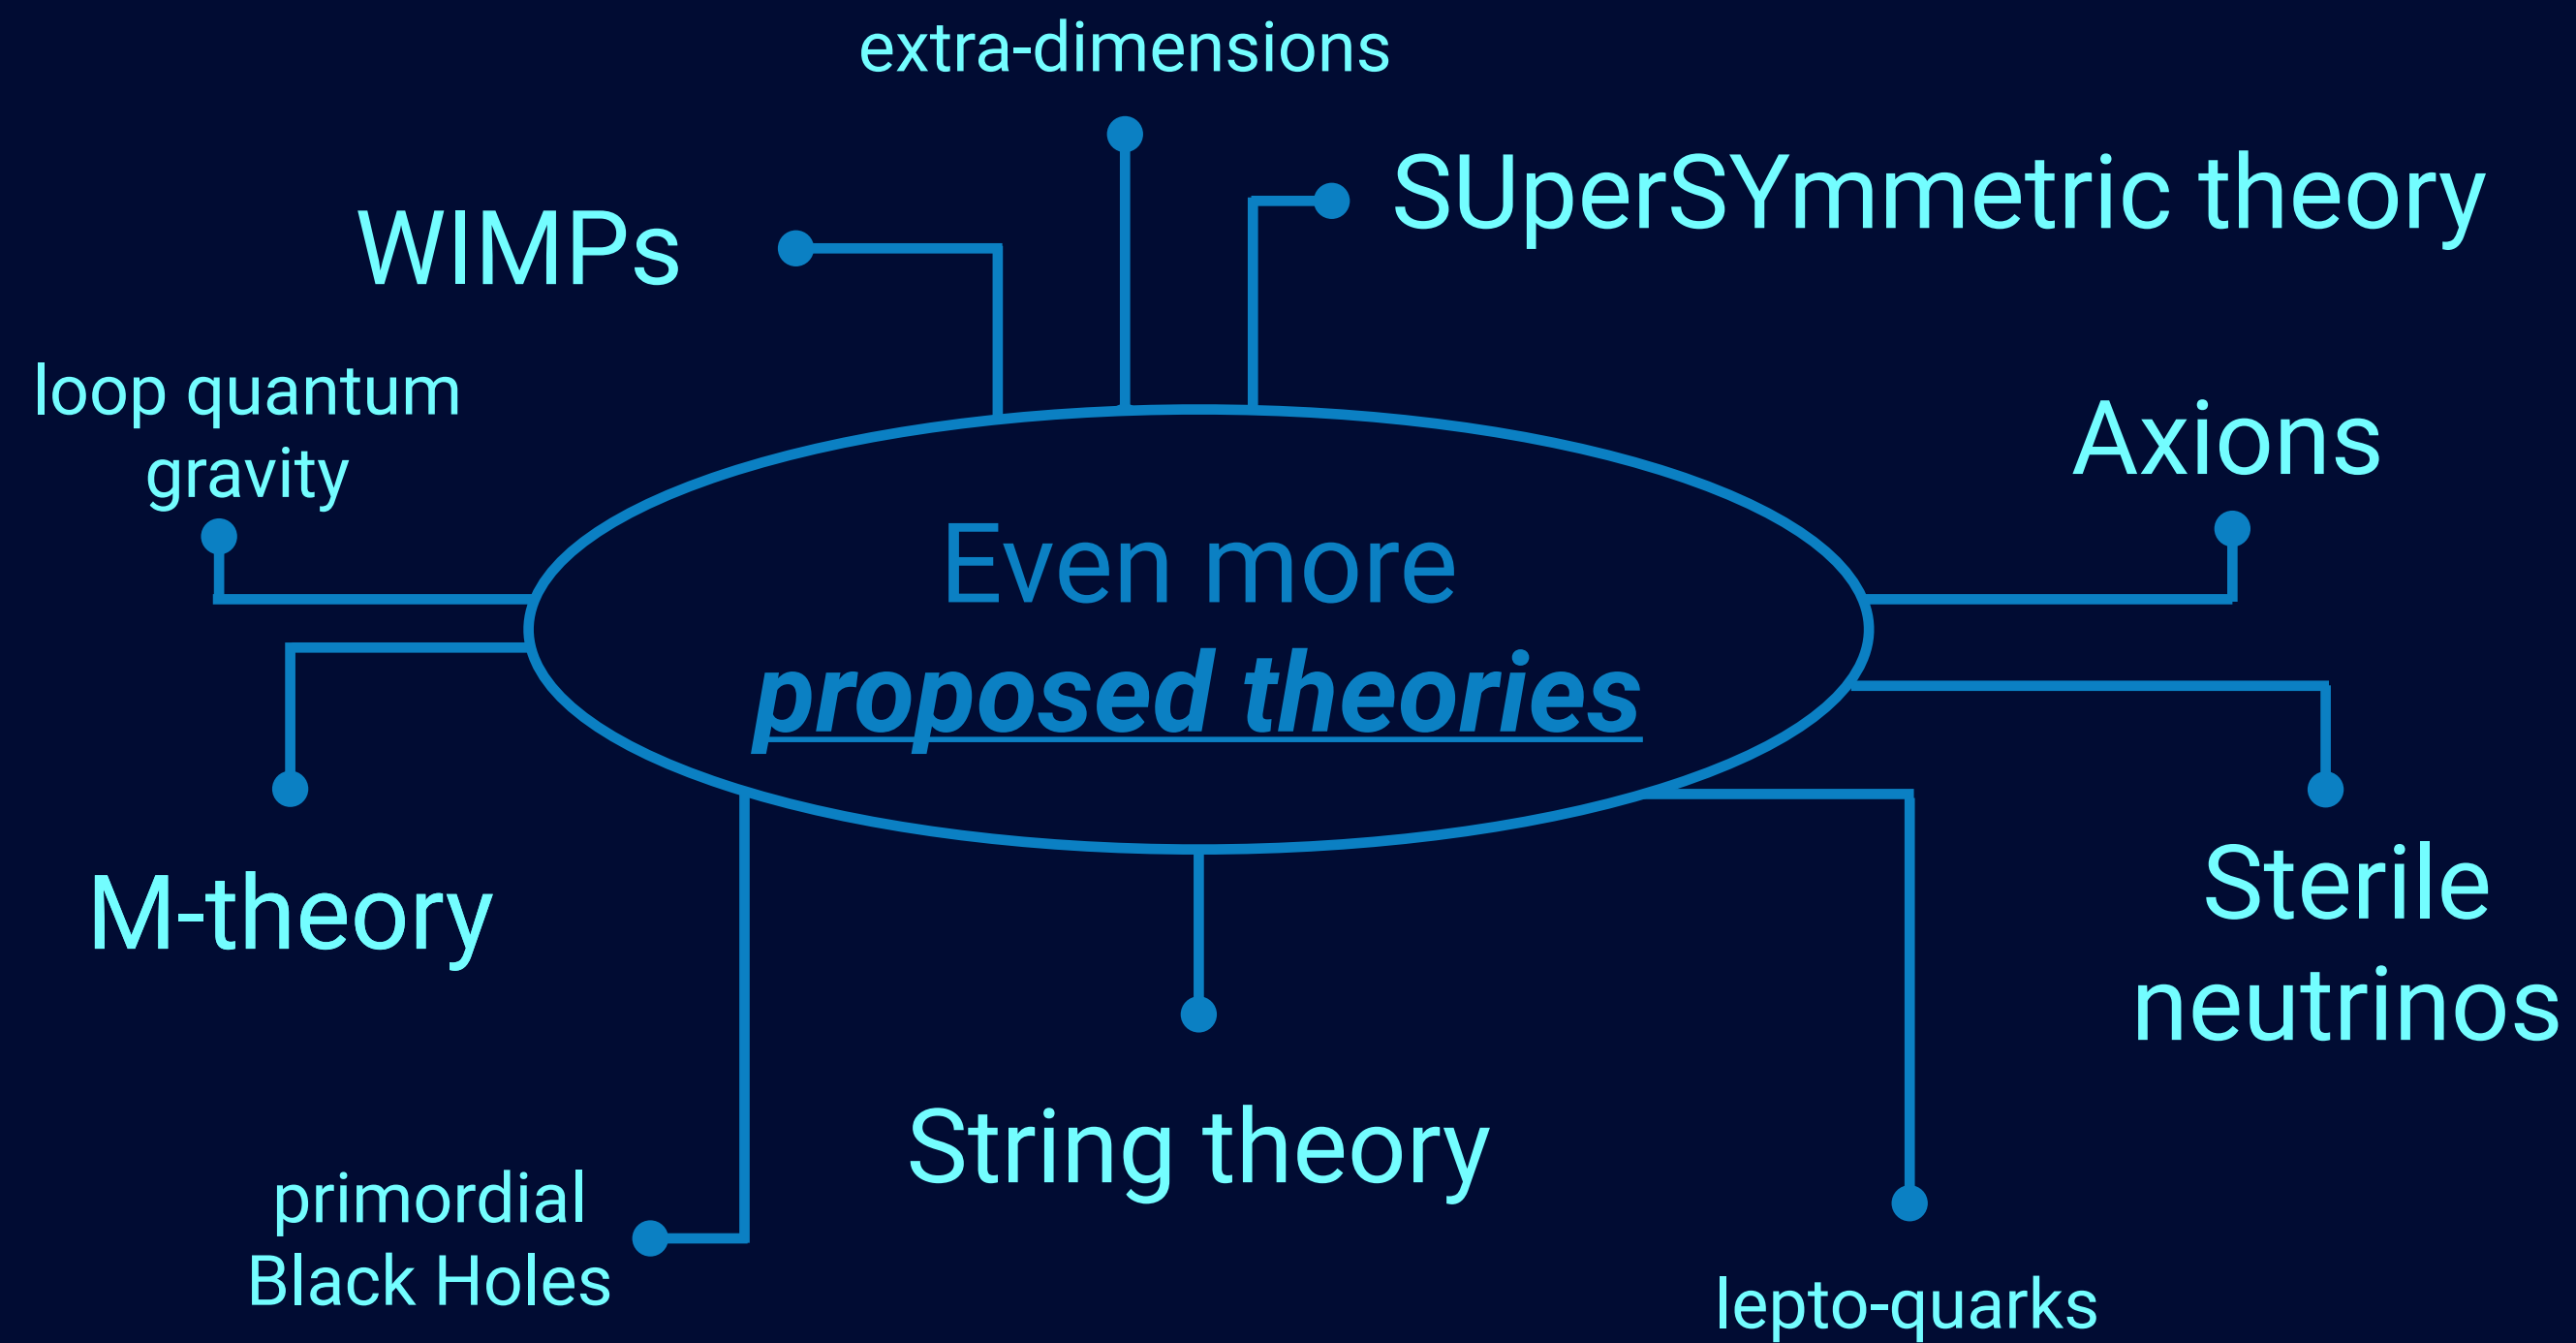 extra-dimensions
SUperSYmmetric theory
WIMPs
loop quantum
gravity
Axions
Even more
proposed theories
M-theory
Sterile
neutrinos
String theory
primordial
Black Holes
lepto-quarks